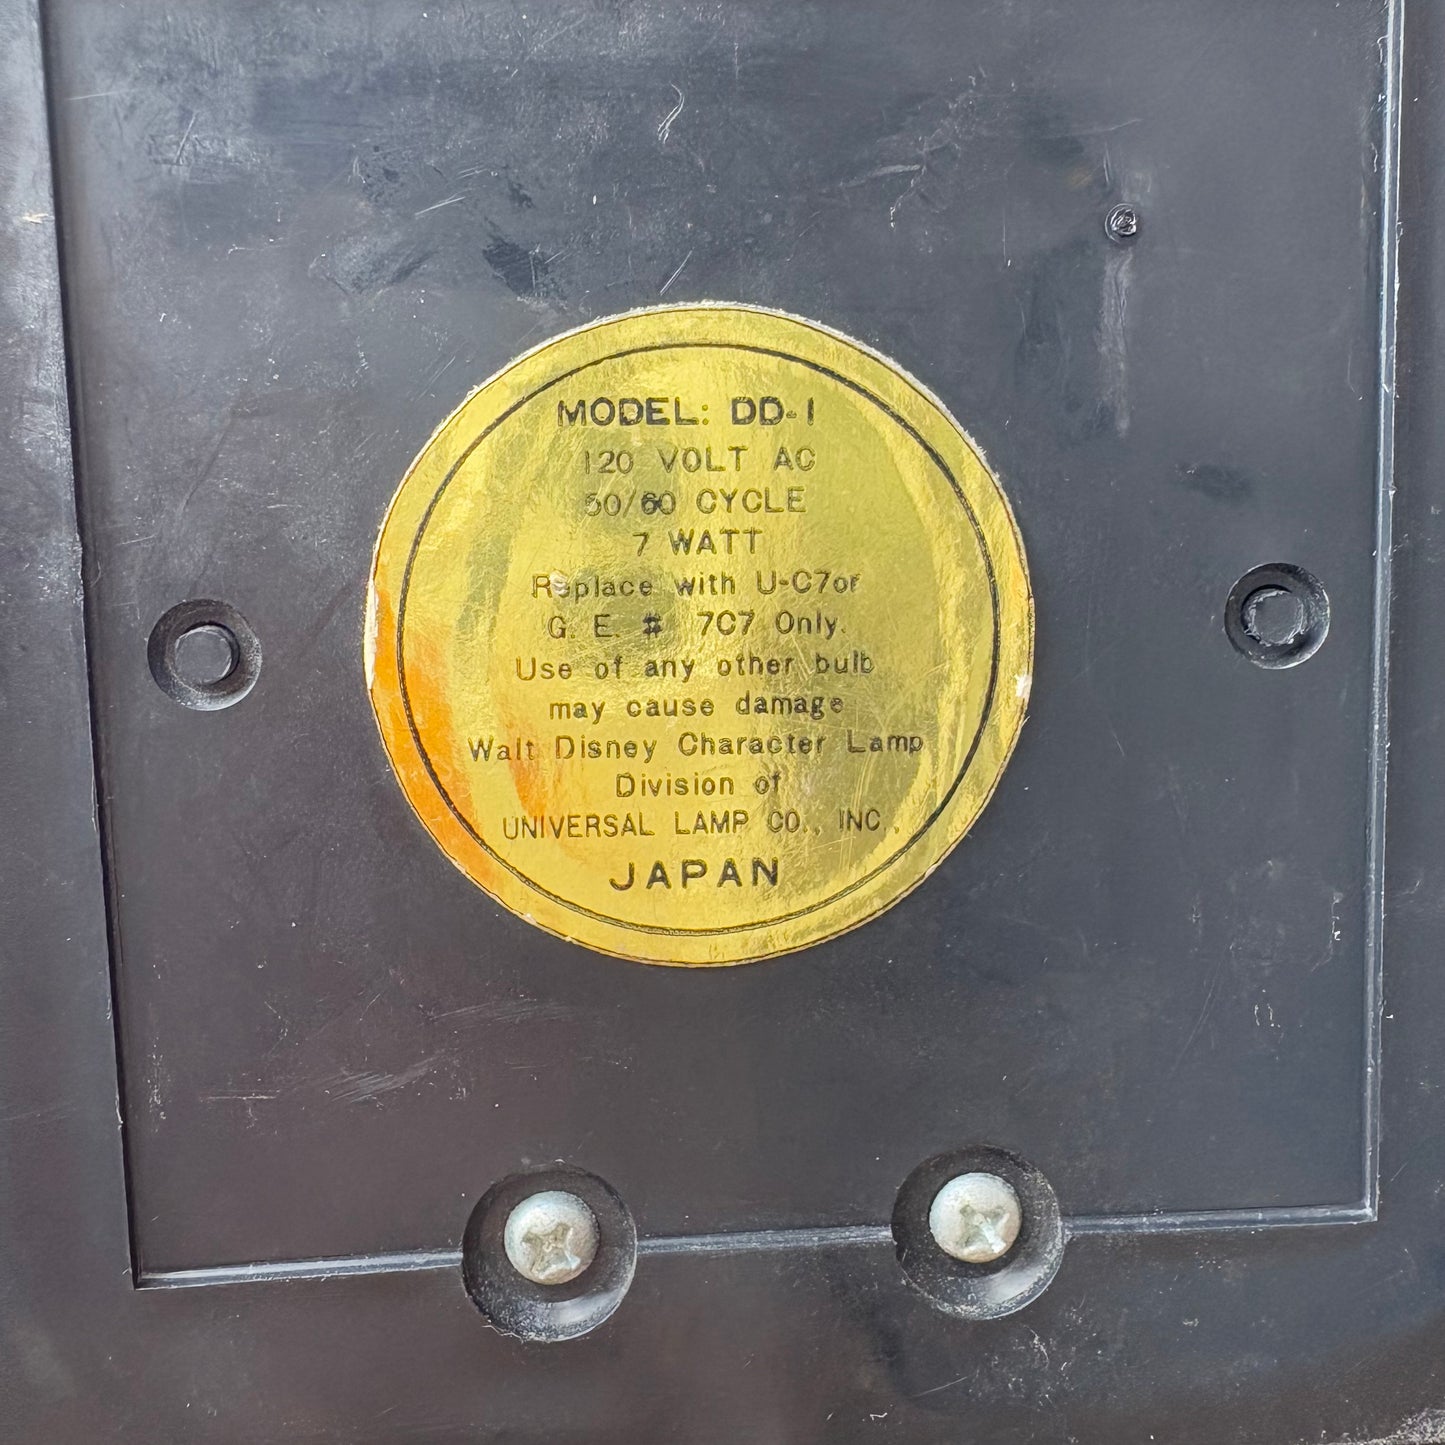 MODEL: DD-1
120 VOLT AC
50/60 CYCLE
7 WATT
Replace with U-C7or
G. E. # 7C7 Only.
Use of any other bulb
may cause damage
Walt Disney Character Lamp
Division of
UNIVERSAL LAMP CO., INC.,
JAPAN